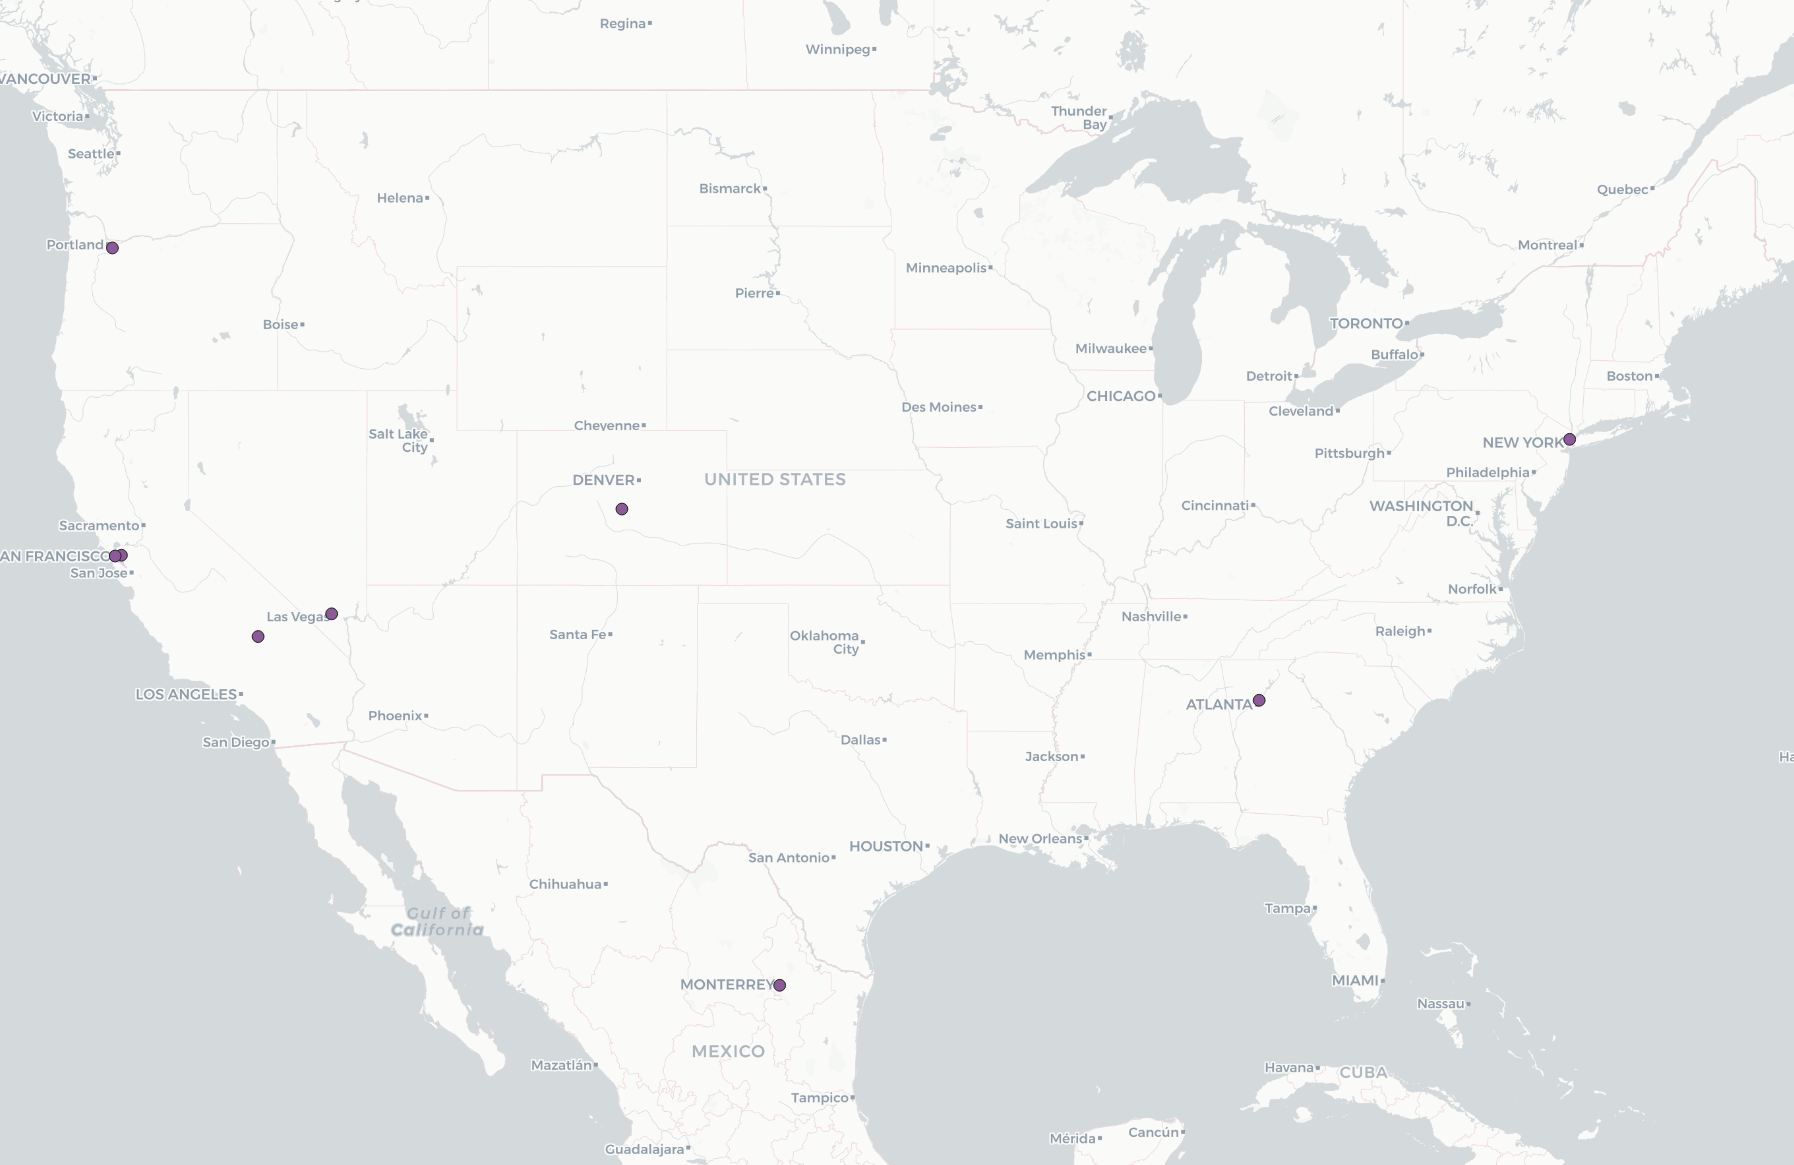 Regina
Winnipeg
VANCOUVER
Thunder
Bay
Victoria
Seattle
Bismarck
Quebec
Helena
Portland
Montreal
Minneapolis
Pierre
Boise
TORONTO
Milwaukee
Buffalo
Detroit
Boston
CHICAGO
Des Moines
Cleveland
Cheyenne
Salt Lake
City
NEW YORK
Pittsburgh
Philadelphia
DENVER
UNITED STATES
Cincinnati
WASHINGTON
D.C.
Sacramento
Saint Louis
AN FRANCISCO
San Jose
Norfolk
Las Vegas
Nashville
Raleigh
Santa Fe
Oklahoma
City
Memphis
LOS ANGELES
ATLANTA
Phoenix
San Diego
Dallas
Jackson
Ha
New Orleans
HOUSTON
San Antonio
Chihuahua
Tampa
Gulf of
California
MIAMI
MONTERREY
Nassau
MEXICO
Mazatlán
Havana
CUBA
Tampico
Cancún
Mérida
Guadalajara